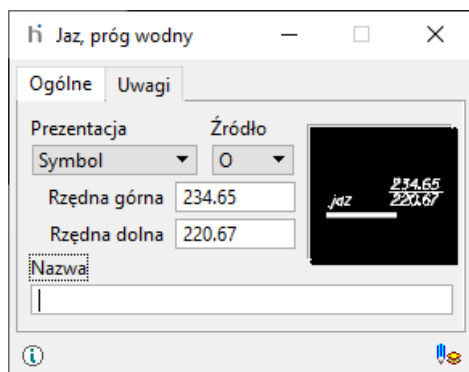 Jaz, próg wodny
Ogólne Uwagi
Prezentacja Źródło
Symbol O
Rzędna górna 234.65
Rzędna dolna 220.67
jaz 234.65
220.67
Nazwa